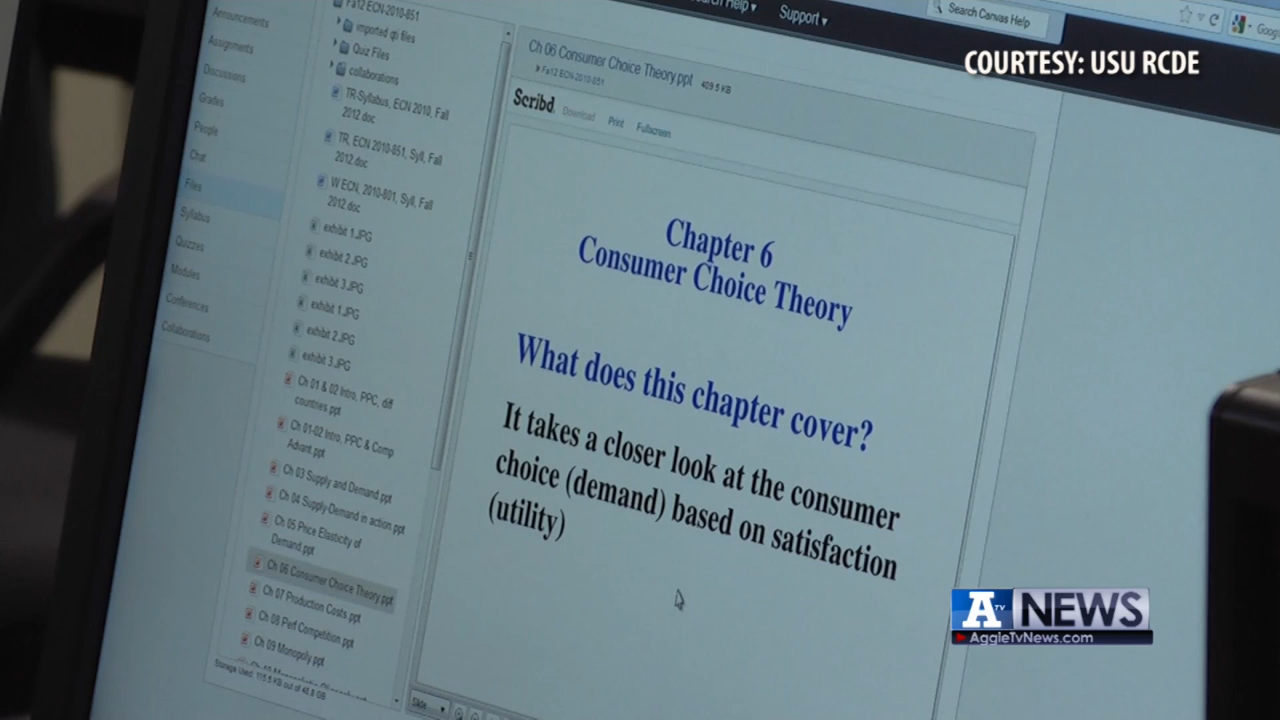 Search Help ▾
Support ▾
Search Canvas Help
COURTESY: USU RCDE
Announcements
Assignments
Discussions
Grades
People
Chat
Files
Syllabus
Quizzes
Modules
Conferences
Collaborations
Fa12 ECN-2010-851
imported qti files
Quiz Files
collaborations
TR-Syllabus, ECN 2010, Fall
2012.doc
TR, ECN 2010-851, Syll, Fall
2012.doc
W ECN, 2010-801, Syll, Fall
2012.doc
exhibit 1.JPG
exhibit 2.JPG
exhibit 3.JPG
exhibit 1.JPG
exhibit 2.JPG
exhibit 3.JPG
Ch 01 & 02 Intro, PPC, diff
countries.ppt
Ch 01-02 Intro, PPC & Comp
Advant.ppt
Ch 03 Supply and Demand.ppt
Ch 04 Supply-Demand in action.ppt
Ch 05 Price Elasticity of
Demand.ppt
Ch 06 Consumer Choice Theory.ppt
Ch 07 Production Costs.ppt
Ch 08 Perf Competition.ppt
Ch 09 Monopoly.ppt
Storage Used:
Ch 06 Consumer Choice Theory.ppt 409.5 KB
Fa12 ECN-2010-851
Scribd. Download Print Fullscreen
Chapter 6
Consumer Choice Theory
What does this chapter cover?
It takes a closer look at the consumer
choice (demand) based on satisfaction
(utility)
Slide
A TV NEWS
AggieTvNews.com